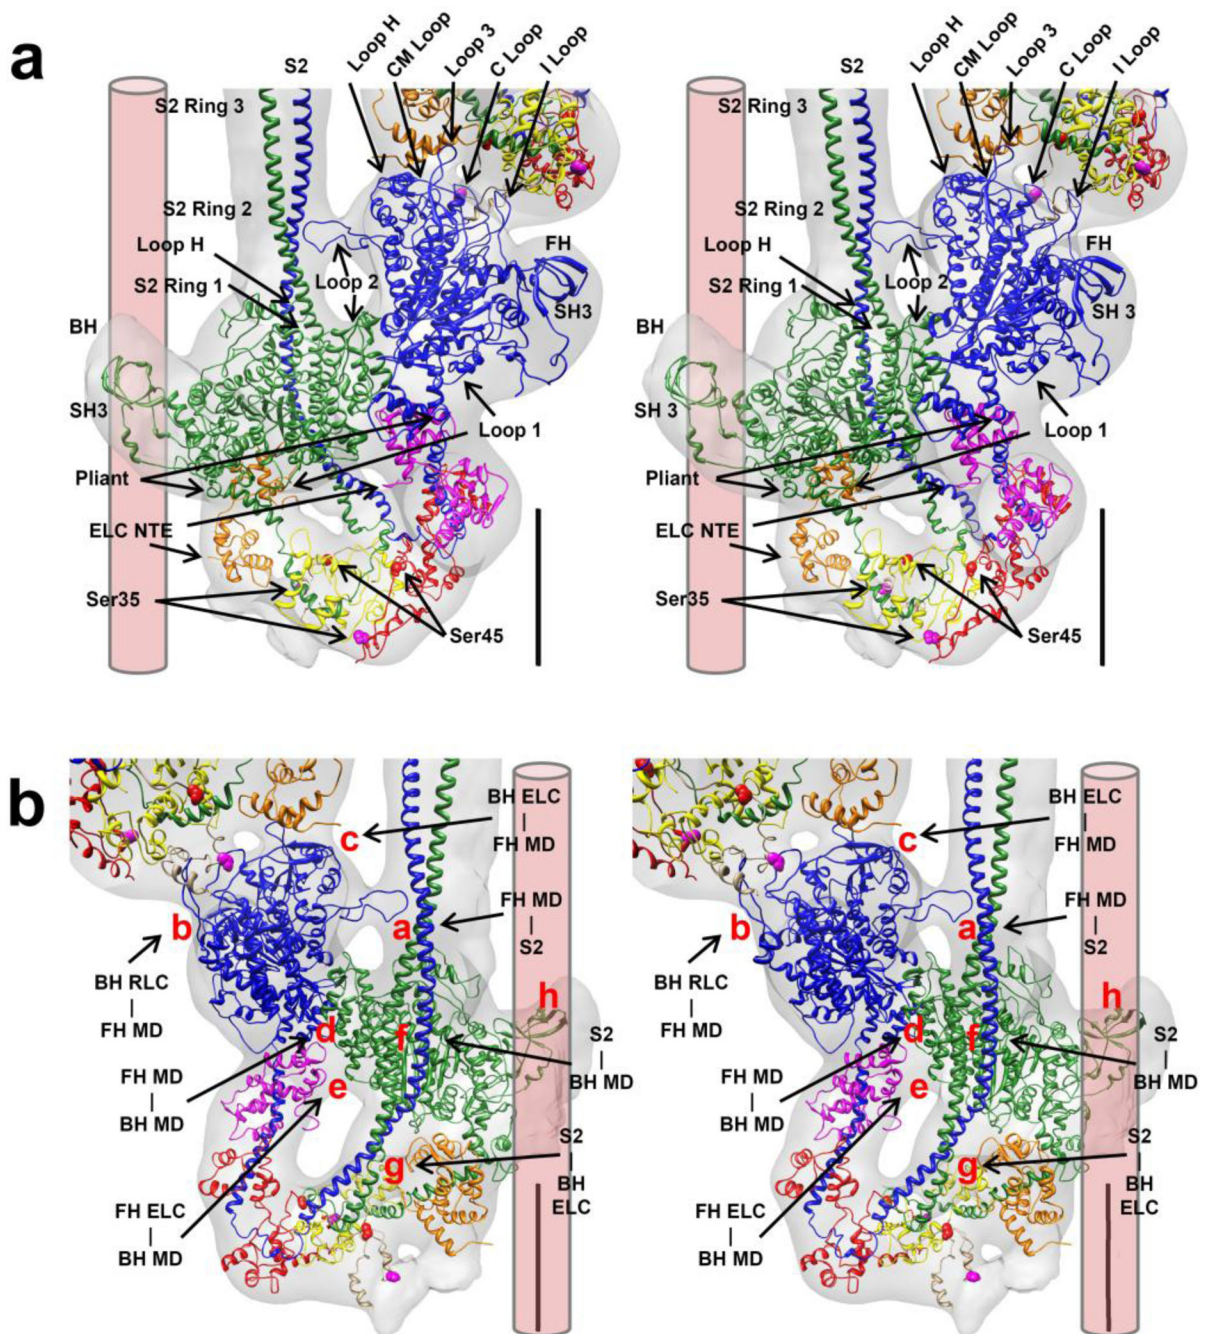 a
Loop H
CM Loop
Loop 3
C Loop
I Loop
S2
S2 Ring 3
S2 Ring 2
Loop H
S2 Ring 1
Loop 2
FH
SH3
BH
SH3
Loop 1
Pliant
ELC NTE
Ser35
Ser45
Loop H
CM Loop
Loop 3
C Loop
I Loop
S2
S2 Ring 3
S2 Ring 2
Loop H
S2 Ring 1
Loop 2
FH
SH 3
BH
SH 3
Loop 1
Pliant
ELC NTE
Ser35
Ser45
b
BH ELC
FH MD
c
FH MD
S2
a
b
BH RLC
FH MD
h
d
f
S2
BH MD
FH MD
BH MD
e
S2
BH
ELC
g
FH ELC
BH MD
BH ELC
FH MD
c
FH MD
S2
a
b
BH RLC
FH MD
h
d
f
S2
BH MD
FH MD
BH MD
e
S2
BH
ELC
g
FH ELC
BH MD